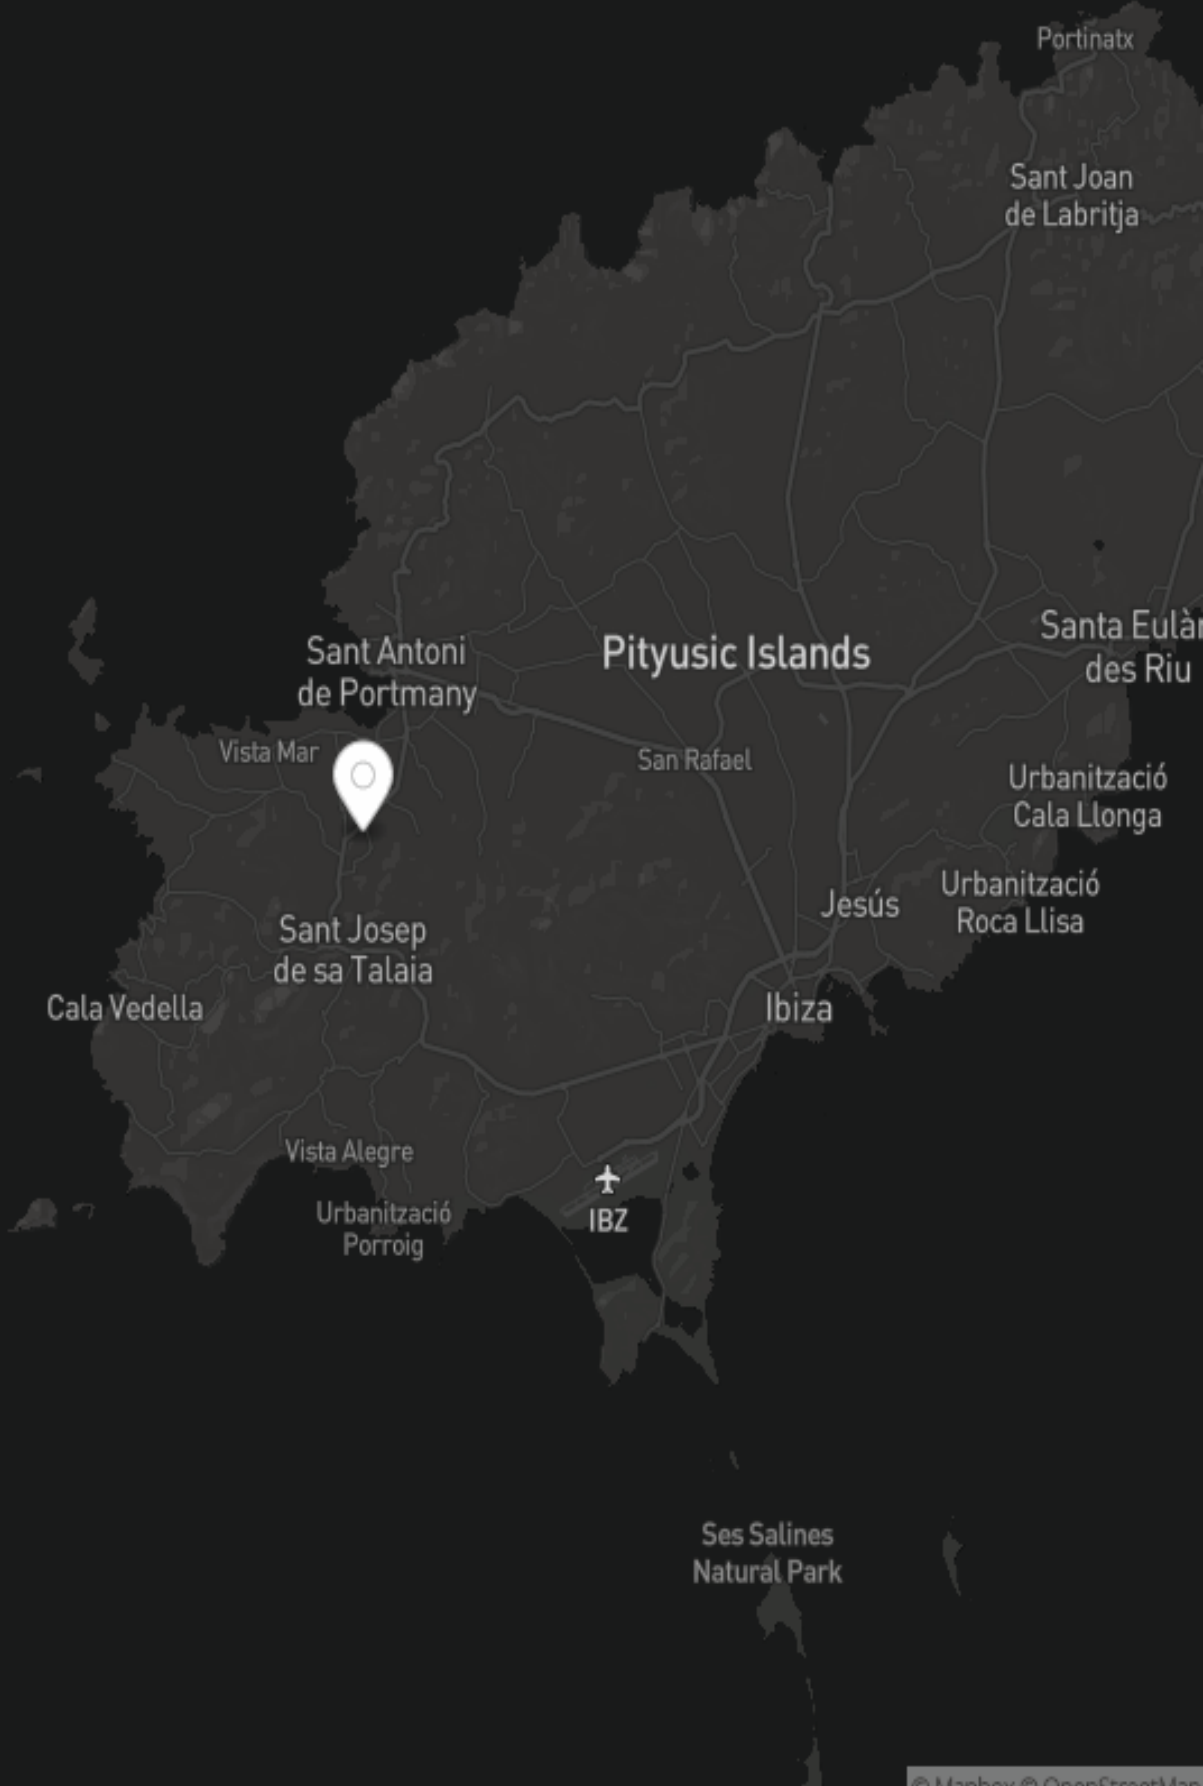 Portinatx
Sant Joan
de Labritja
Sant Antoni
de Portmany
Pityusic Islands
Santa Eulàr
des Riu
Vista Mar
San Rafael
Urbanització
Cala Llonga
Urbanització
Roca Llisa
Jesús
Sant Josep
de sa Talaia
Cala Vedella
Ibiza
Vista Alegre
Urbanització
Porroig
IBZ
Ses Salines
Natural Park
© Mapbox © OpenStreetMap